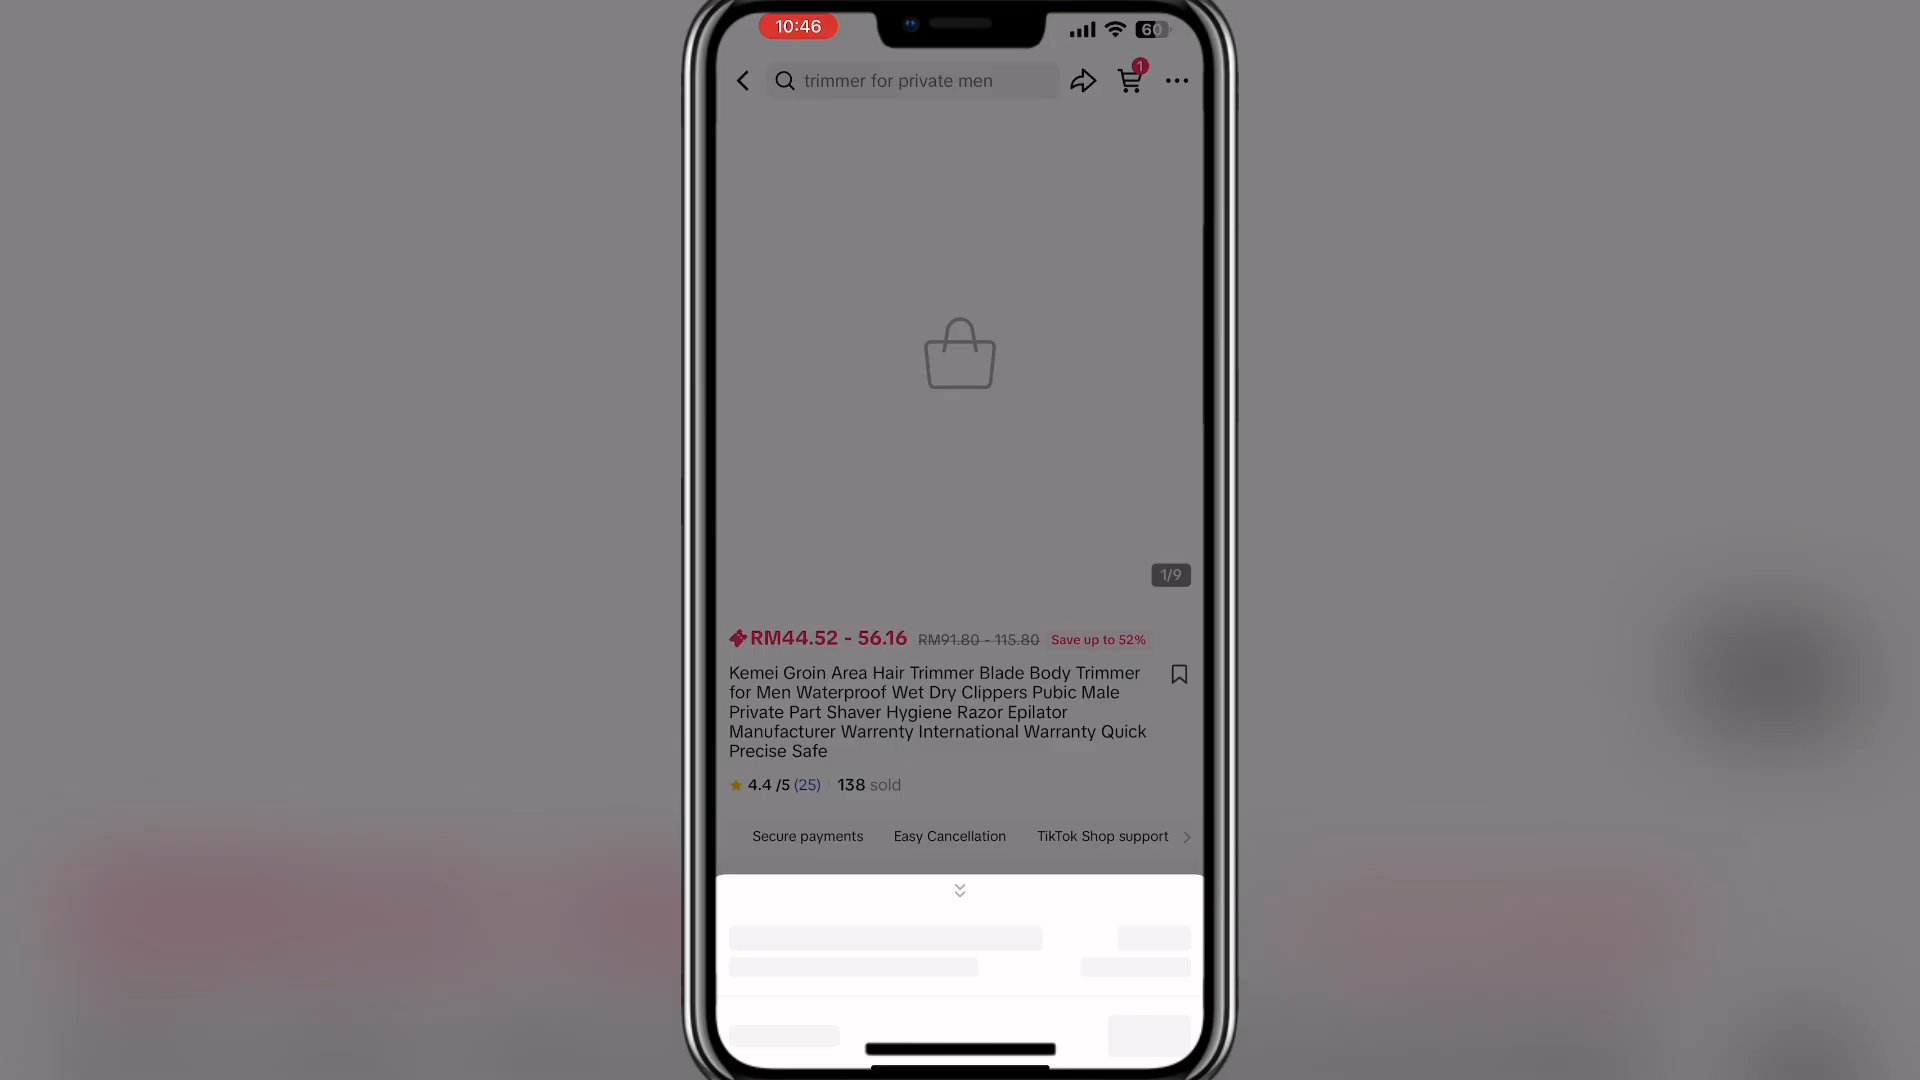 10:46
60
trimmer for private men
1
1/9
RM44.52 - 56.16 RM91.80 - 115.80 Save up to 52%
Kemei Groin Area Hair Trimmer Blade Body Trimmer
for Men Waterproof Wet Dry Clippers Pubic Male
Private Part Shaver Hygiene Razor Epilator
Manufacturer Warrenty International Warranty Quick
Precise Safe
4.4 /5 (25) 138 sold
Secure payments Easy Cancellation TikTok Shop support